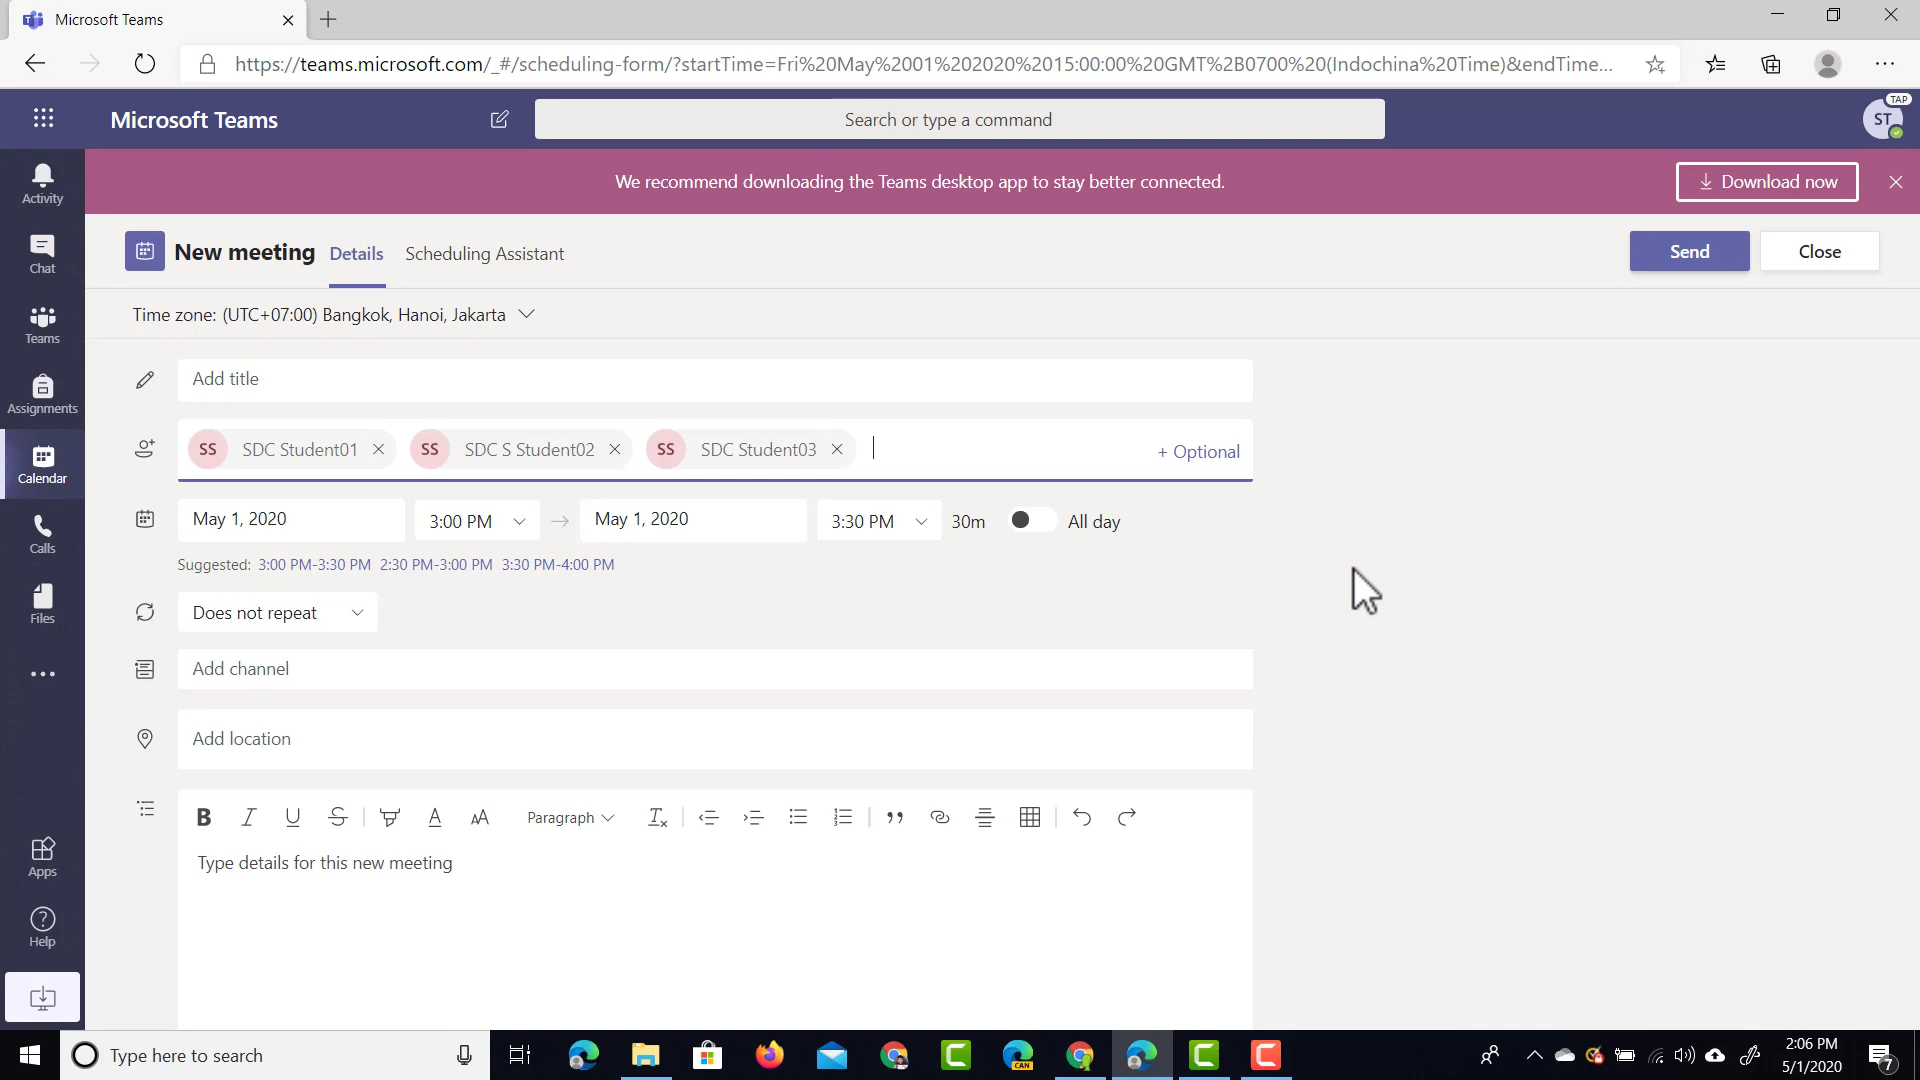 Microsoft Teams
https://teams.microsoft.com/_#/scheduling-form/?startTime=Fri%20May%2001%202020%2015:00:00%20GMT%2B0700%20(Indochina%20Time)&endTime...
Microsoft Teams
Search or type a command
TAP
ST
We recommend downloading the Teams desktop app to stay better connected.
Download now
Activity
Chat
Teams
Assignments
Calendar
Calls
Files
Apps
Help
New meeting Details Scheduling Assistant
Send Close
Time zone: (UTC+07:00) Bangkok, Hanoi, Jakarta
Add title
SS SDC Student01 SS SDC S Student02 SS SDC Student03
+ Optional
May 1, 2020 3:00 PM May 1, 2020 3:30 PM 30m All day
Suggested: 3:00 PM-3:30 PM 2:30 PM-3:00 PM 3:30 PM-4:00 PM
Does not repeat
Add channel
Add location
B I U S A AA Paragraph Tx
Type details for this new meeting
Type here to search
CAN
2:06 PM
5/1/2020
7